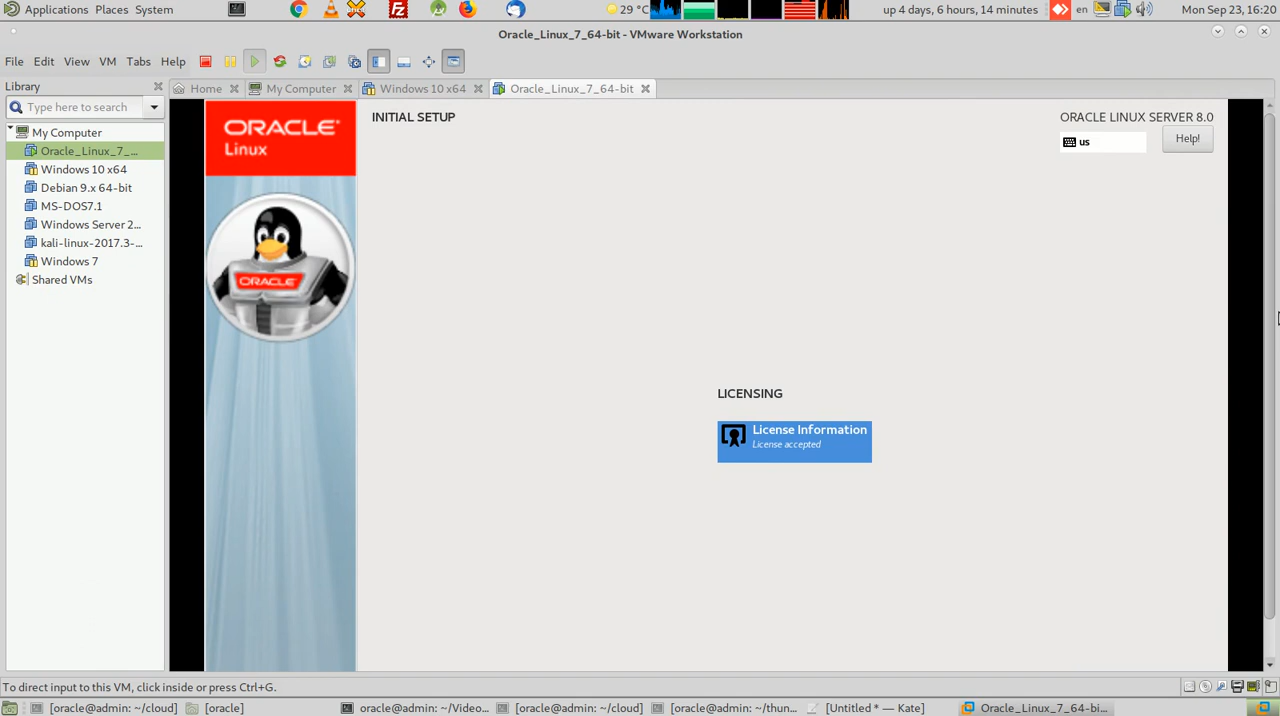 Applications Places System 29 °C up 4 days, 6 hours, 14 minutes en Mon Sep 23, 16:20
Oracle_Linux_7_64-bit - VMware Workstation
File Edit View VM Tabs Help
Library Home My Computer Windows 10 x64 Oracle_Linux_7_64-bit
Type here to search
My Computer
Oracle_Linux_7_...
Windows 10 x64
Debian 9.x 64-bit
MS-DOS7.1
Windows Server 2...
kali-linux-2017.3-...
Windows 7
Shared VMs
ORACLE
Linux
ORACLE
INITIAL SETUP
ORACLE LINUX SERVER 8.0
us Help!
LICENSING
License Information
License accepted
To direct input to this VM, click inside or press Ctrl+G.
[oracle@admin: ~/cloud] [oracle] oracle@admin: ~/Video... [oracle@admin: ~/cloud] [oracle@admin: ~/thun... [Untitled * — Kate] Oracle_Linux_7_64-bi...